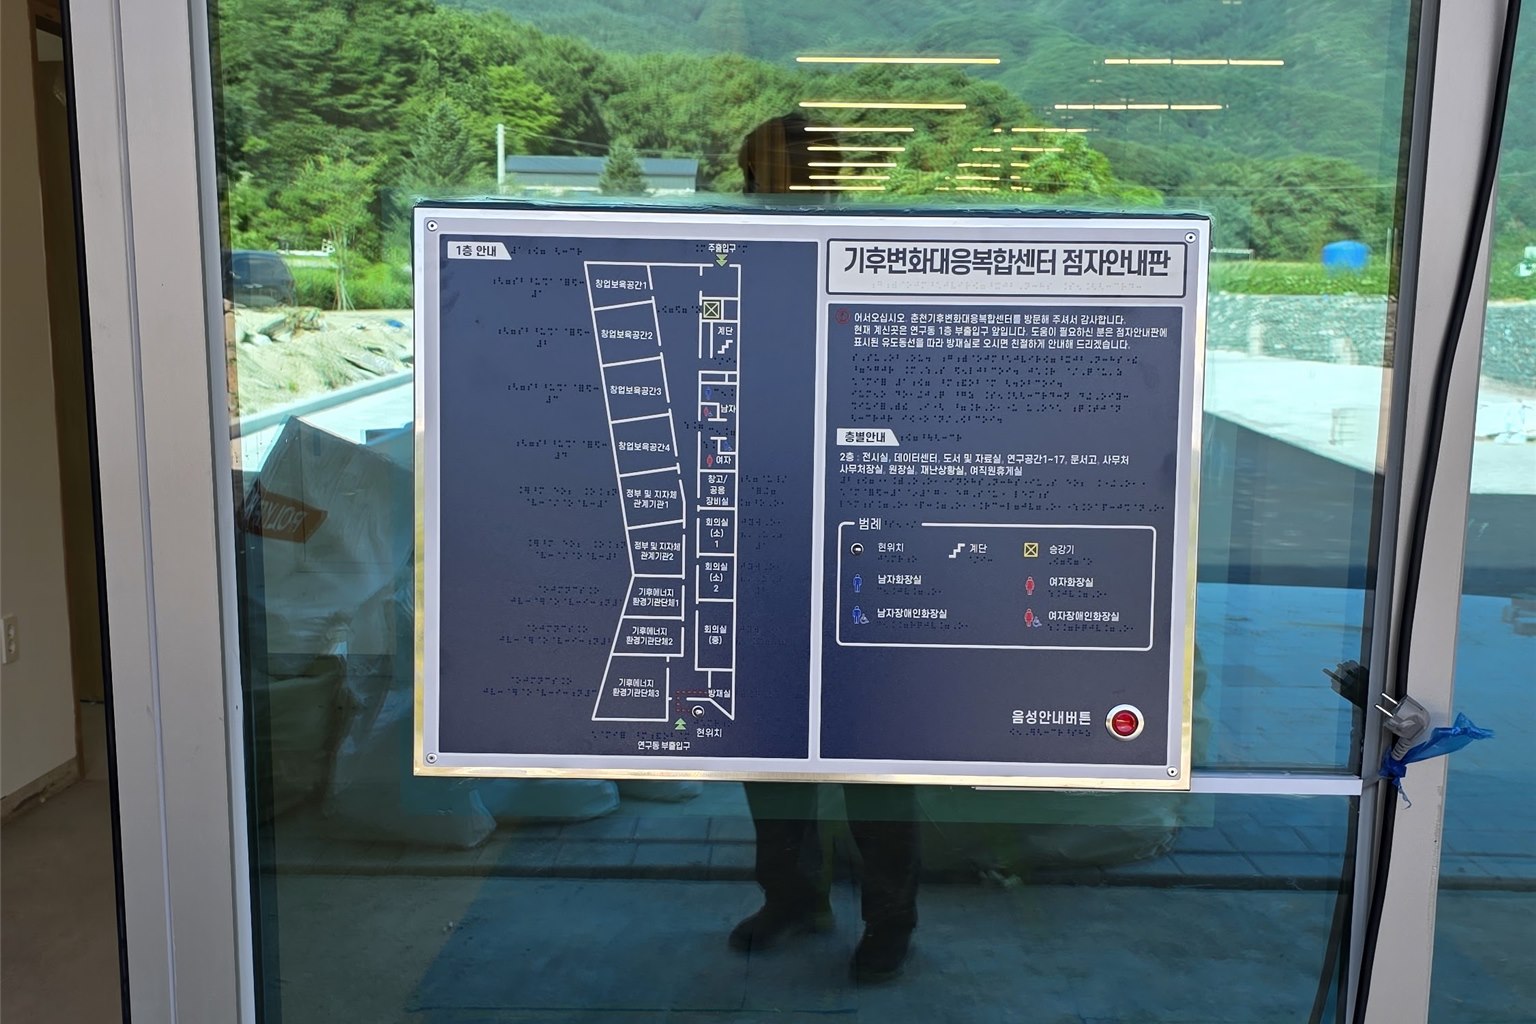 1층 안내
주출입구
창업보육공간1
창업보육공간2
계단
창업보육공간3
남자
창업보육공간4
여자
정부 및 지자체
관계기관1
창고/
공용
장비실
회의실
(소)
1
정부 및 지자체
관계기관2
회의실
(소)
2
기후에너지
환경기관단체1
기후에너지
환경기관단체2
회의실
(중)
기후에너지
환경기관단체3
방재실
현위치
연구동 부출입구
기후변화대응복합센터 점자안내판
어서오십시오. 춘천기후변화대응복합센터를 방문해 주셔서 감사합니다.
현재 계신곳은 연구동 1층 부출입구 앞입니다. 도움이 필요하신 분은 점자안내판에
표시된 유도동선을 따라 방재실로 오시면 친절하게 안내해 드리겠습니다.
층별안내
2층 : 전시실, 데이터센터, 도서 및 자료실, 연구공간1~17, 문서고, 사무처
사무처장실, 원장실, 재난상황실, 여직원휴게실
범례
현위치
계단
승강기
남자화장실
여자화장실
남자장애인화장실
여자장애인화장실
음성안내버튼